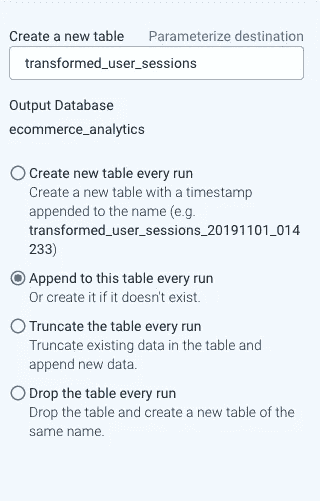 Create a new table Parameterize destination
transformed_user_sessions
Output Database
ecommerce_analytics
Create new table every run
Create a new table with a timestamp
appended to the name (e.g.
transformed_user_sessions_20191101_014
233)
Append to this table every run
Or create it if it doesn't exist.
Truncate the table every run
Truncate existing data in the table and
append new data.
Drop the table every run
Drop the table and create a new table of the
same name.